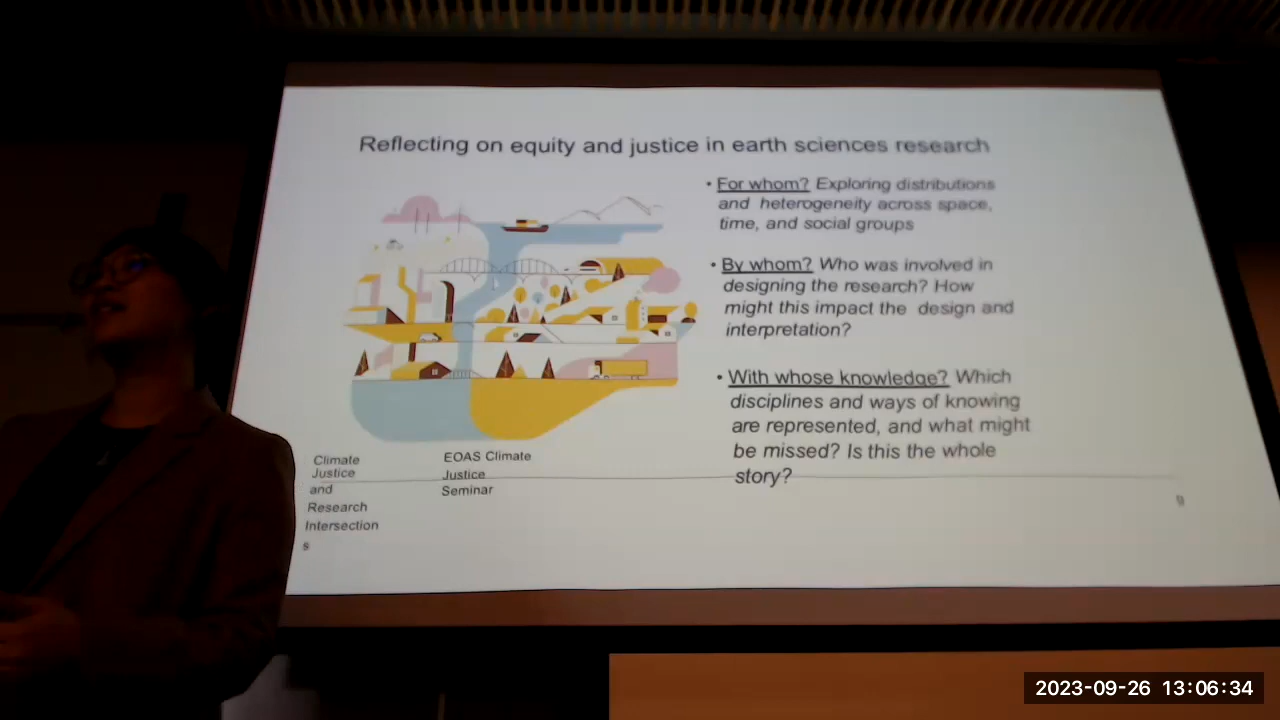 Reflecting on equity and justice in earth sciences research
• For whom? Exploring distributions
and heterogeneity across space,
time, and social groups
• By whom? Who was involved in
designing the research? How
might this impact the design and
interpretation?
• With whose knowledge? Which
disciplines and ways of knowing
are represented, and what might
be missed? Is this the whole
story?
Climate
Justice
and
Research
Intersection
s
EOAS Climate
Justice
Seminar
9
2023-09-26 13:06:34